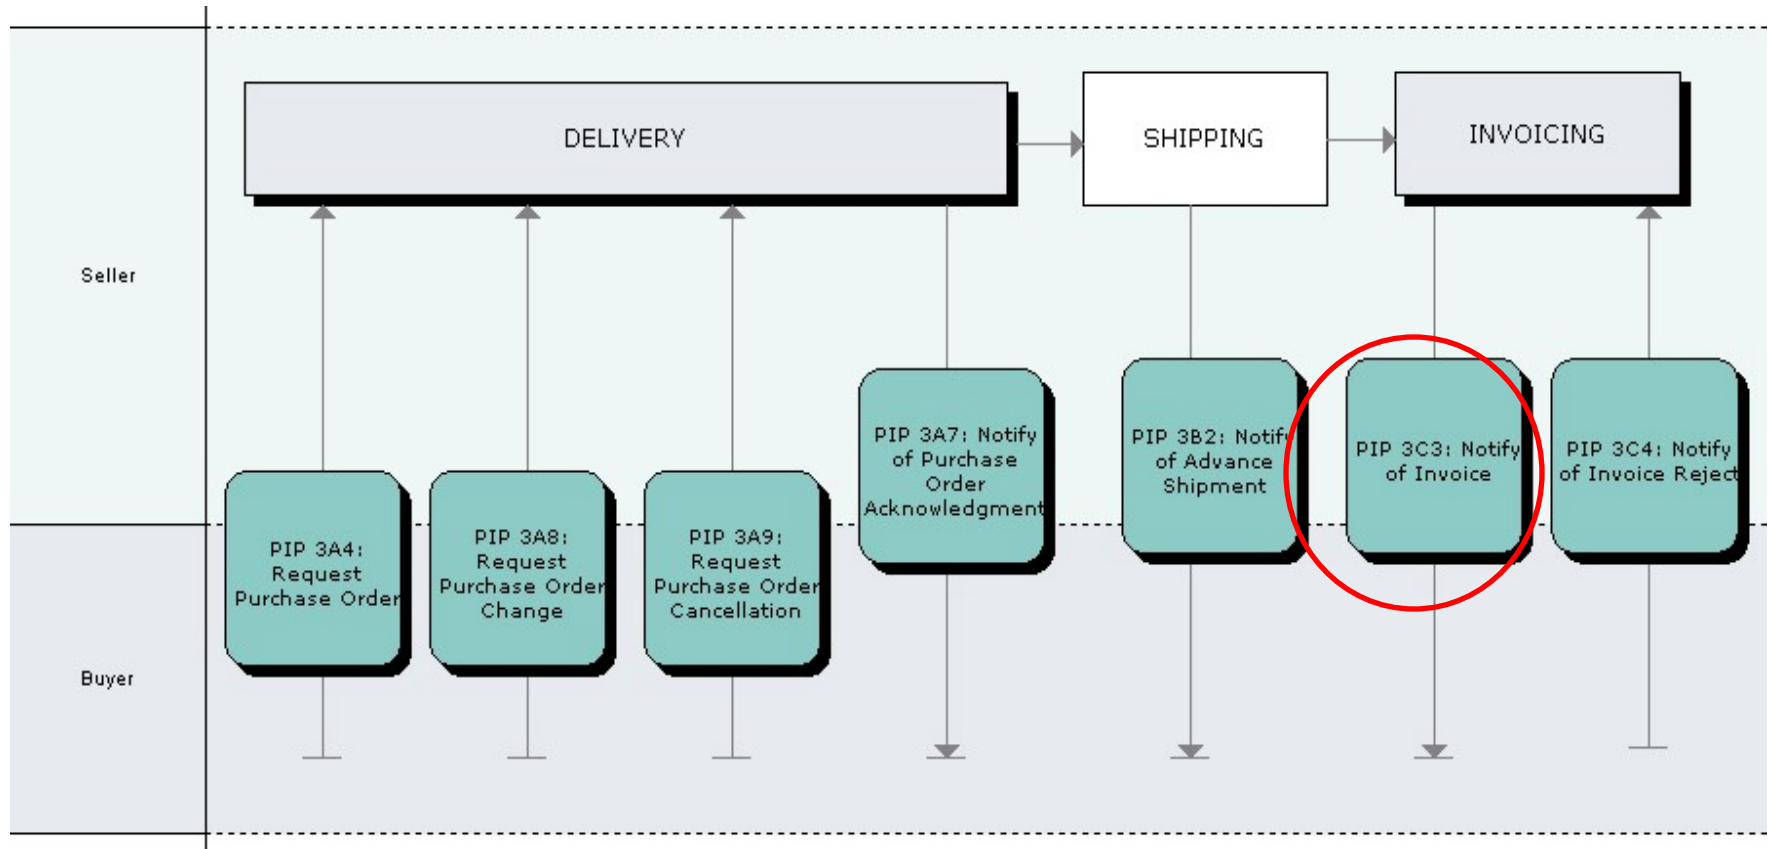 DELIVERY
SHIPPING
INVOICING
Seller
PIP 3A7: Notify
of Purchase
Order
Acknowledgment
PIP 3B2: Notify
of Advance
Shipment
PIP 3C3: Notify
of Invoice
PIP 3C4: Notify
of Invoice Reject
PIP 3A4:
Request
Purchase Order
PIP 3A8:
Request
Purchase Order
Change
PIP 3A9:
Request
Purchase Order
Cancellation
Buyer